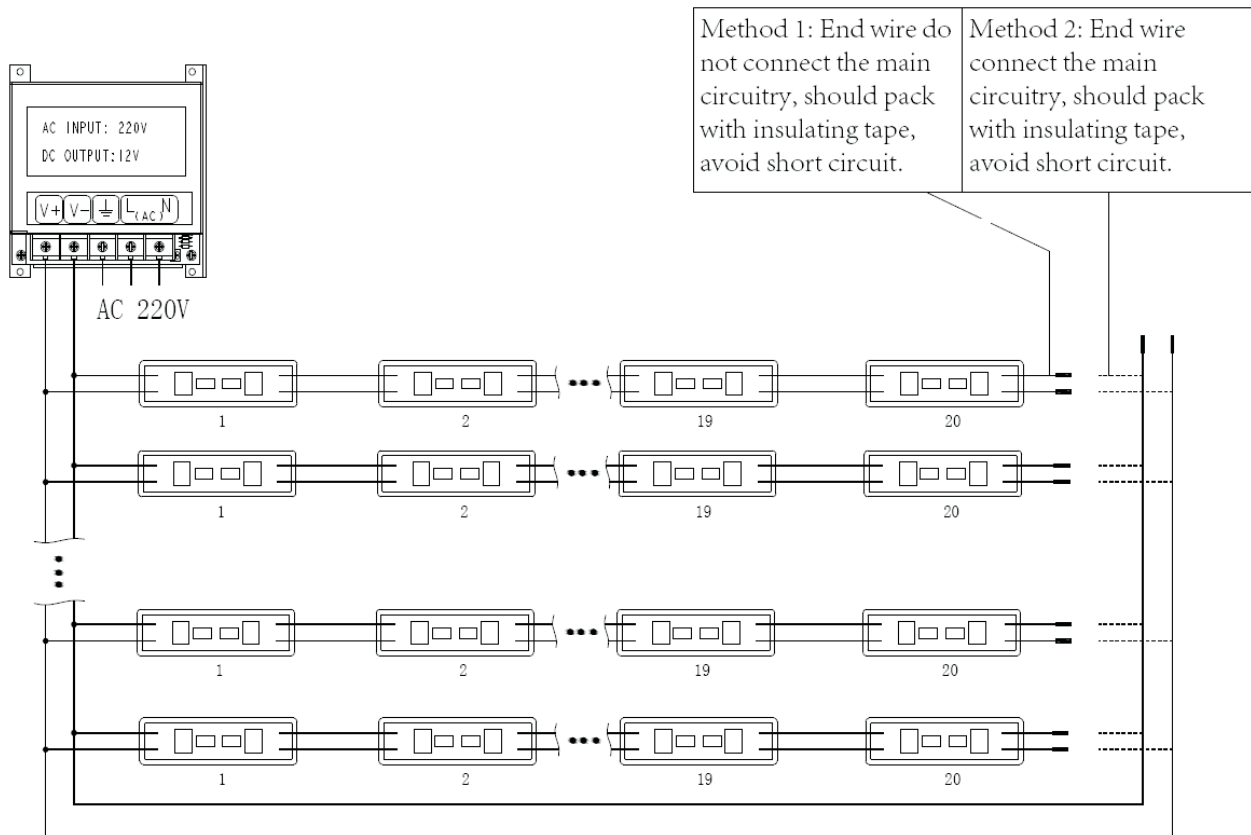 Method 1: End wire do
not connect the main
circuitry, should pack
with insulating tape,
avoid short circuit.
Method 2: End wire
connect the main
circuitry, should pack
with insulating tape,
avoid short circuit.
AC INPUT: 220V
DC OUTPUT:12V
V+ V- L(AC)N
AC 220V
1 2 19 20
1 2 19 20
1 2 19 20
1 2 19 20